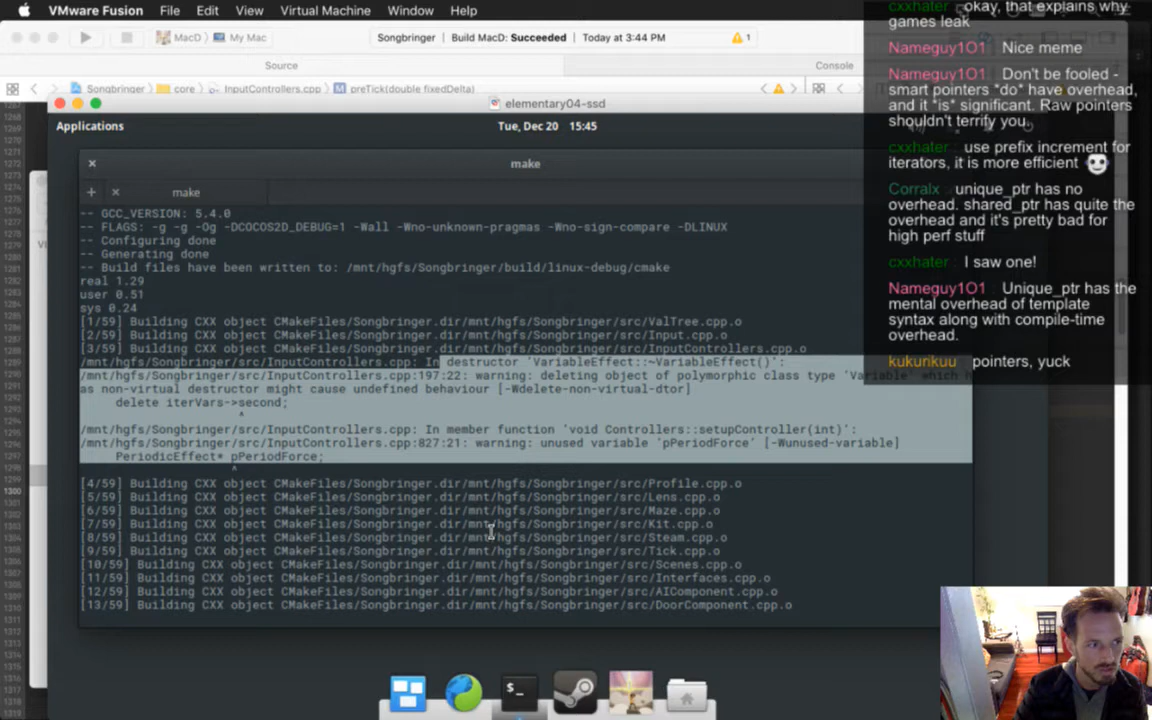 VMware Fusion File Edit View Virtual Machine Window Help
MacD My Mac
Songbringer Build MacD: Succeeded Today at 3:44 PM 1
Source
Console
Songbringer core InputControllers.cpp preTick(double fixedDelta)
elementary04-ssd
Applications
Tue, Dec 20 15:45
make
make
-- GCC_VERSION: 5.4.0
-- FLAGS: -g -g -Og -DCOCOS2D_DEBUG=1 -Wall -Wno-unknown-pragmas -Wno-sign-compare -DLINUX
-- Configuring done
-- Generating done
-- Build files have been written to: /mnt/hgfs/Songbringer/build/linux-debug/cmake
real 1.29
user 0.51
sys 0.24
[1/59] Building CXX object CMakeFiles/Songbringer.dir/mnt/hgfs/Songbringer/src/ValTree.cpp.o
[2/59] Building CXX object CMakeFiles/Songbringer.dir/mnt/hgfs/Songbringer/src/Input.cpp.o
[3/59] Building CXX object CMakeFiles/Songbringer.dir/mnt/hgfs/Songbringer/src/InputControllers.cpp.o
/mnt/hgfs/Songbringer/src/InputControllers.cpp: In destructor 'VariableEffect::~VariableEffect()':
/mnt/hgfs/Songbringer/src/InputControllers.cpp:197:22: warning: deleting object of polymorphic class type 'Variable' which h
as non-virtual destructor might cause undefined behaviour [-Wdelete-non-virtual-dtor]
delete iterVars->second;
^
/mnt/hgfs/Songbringer/src/InputControllers.cpp: In member function 'void Controllers::setupController(int)':
/mnt/hgfs/Songbringer/src/InputControllers.cpp:827:21: warning: unused variable 'pPeriodForce' [-Wunused-variable]
PeriodicEffect* pPeriodForce;
^
[4/59] Building CXX object CMakeFiles/Songbringer.dir/mnt/hgfs/Songbringer/src/Profile.cpp.o
[5/59] Building CXX object CMakeFiles/Songbringer.dir/mnt/hgfs/Songbringer/src/Lens.cpp.o
[6/59] Building CXX object CMakeFiles/Songbringer.dir/mnt/hgfs/Songbringer/src/Maze.cpp.o
[7/59] Building CXX object CMakeFiles/Songbringer.dir/mnt/hgfs/Songbringer/src/Kit.cpp.o
[8/59] Building CXX object CMakeFiles/Songbringer.dir/mnt/hgfs/Songbringer/src/Steam.cpp.o
[9/59] Building CXX object CMakeFiles/Songbringer.dir/mnt/hgfs/Songbringer/src/Tick.cpp.o
[10/59] Building CXX object CMakeFiles/Songbringer.dir/mnt/hgfs/Songbringer/src/Scenes.cpp.o
[11/59] Building CXX object CMakeFiles/Songbringer.dir/mnt/hgfs/Songbringer/src/Interfaces.cpp.o
[12/59] Building CXX object CMakeFiles/Songbringer.dir/mnt/hgfs/Songbringer/src/AIComponent.cpp.o
[13/59] Building CXX object CMakeFiles/Songbringer.dir/mnt/hgfs/Songbringer/src/DoorComponent.cpp.o
cxxhater okay, that explains why
games leak
Nameguy1O1 Nice meme
Nameguy1O1 Don't be fooled -
smart pointers *do* have overhead,
and it *is* significant. Raw pointers
shouldn't terrify you.
cxxhater use prefix increment for
iterators, it is more efficient
Corralx unique_ptr has no
overhead. shared_ptr has quite the
overhead and it's pretty bad for
high perf stuff
cxxhater I saw one!
Nameguy1O1 Unique_ptr has the
mental overhead of template
syntax along with compile-time
overhead.
kukurikuu pointers, yuck